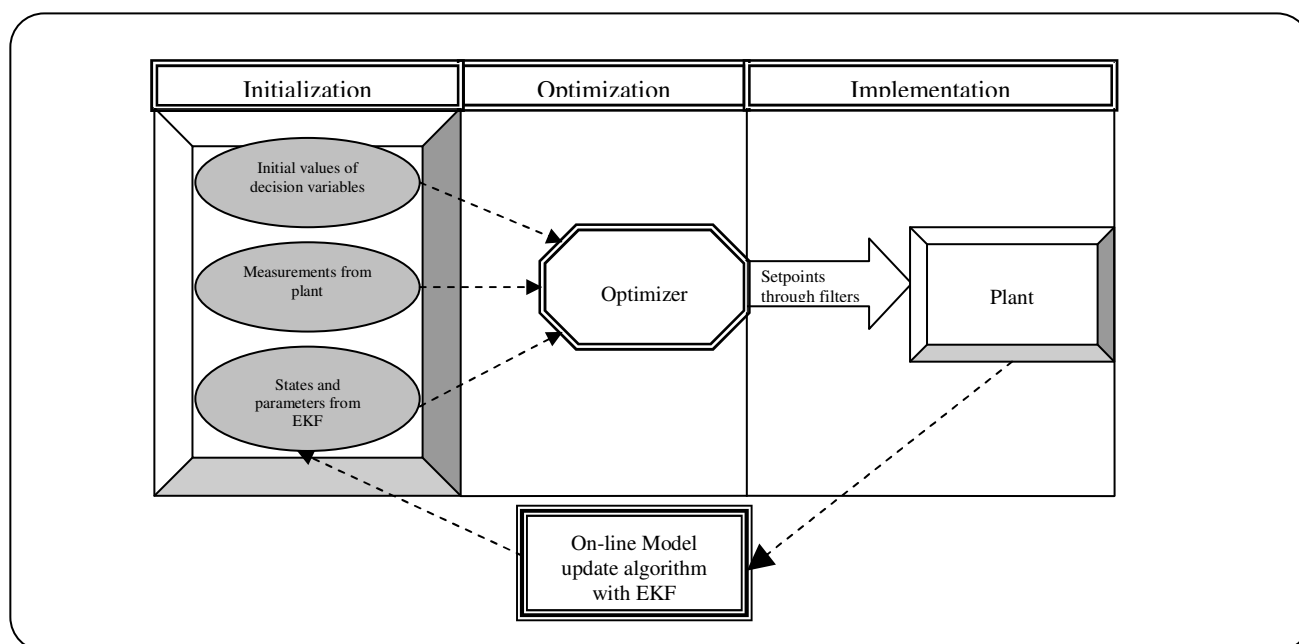 Initialization
Optimization
Implementation
Initial values of
decision variables
Measurements from
plant
States and
parameters from
EKF
Optimizer
Setpoints
through filters
Plant
On-line Model
update algorithm
with EKF